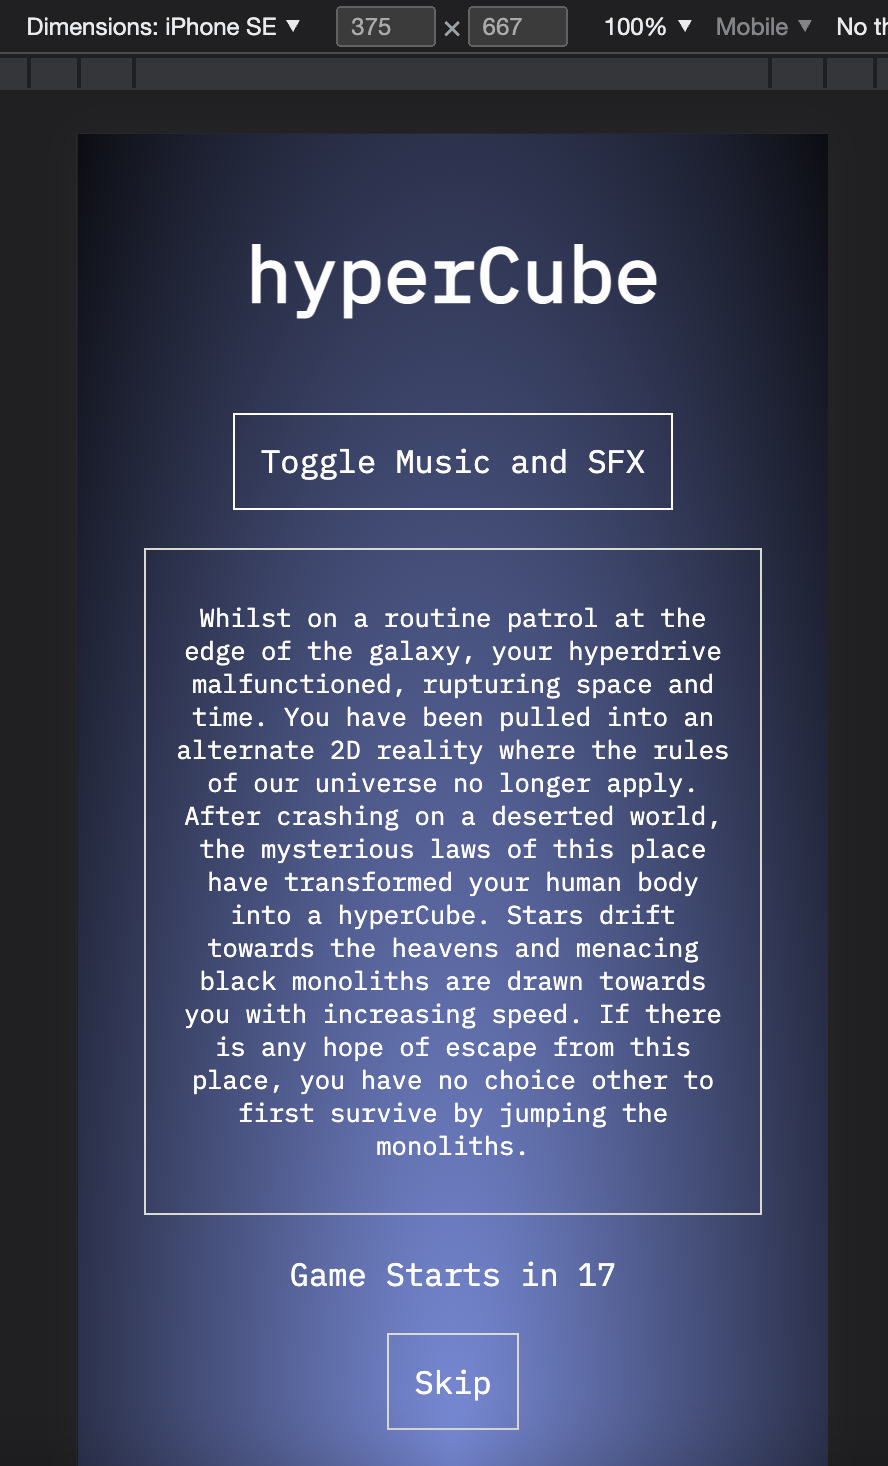 Dimensions: iPhone SE ▼ 375 × 667 100% ▼ Mobile ▼ No th
hyperCube
Toggle Music and SFX
Whilst on a routine patrol at the
edge of the galaxy, your hyperdrive
malfunctioned, rupturing space and
time. You have been pulled into an
alternate 2D reality where the rules
of our universe no longer apply.
After crashing on a deserted world,
the mysterious laws of this place
have transformed your human body
into a hyperCube. Stars drift
towards the heavens and menacing
black monoliths are drawn towards
you with increasing speed. If there
is any hope of escape from this
place, you have no choice other to
first survive by jumping the
monoliths.
Game Starts in 17
Skip